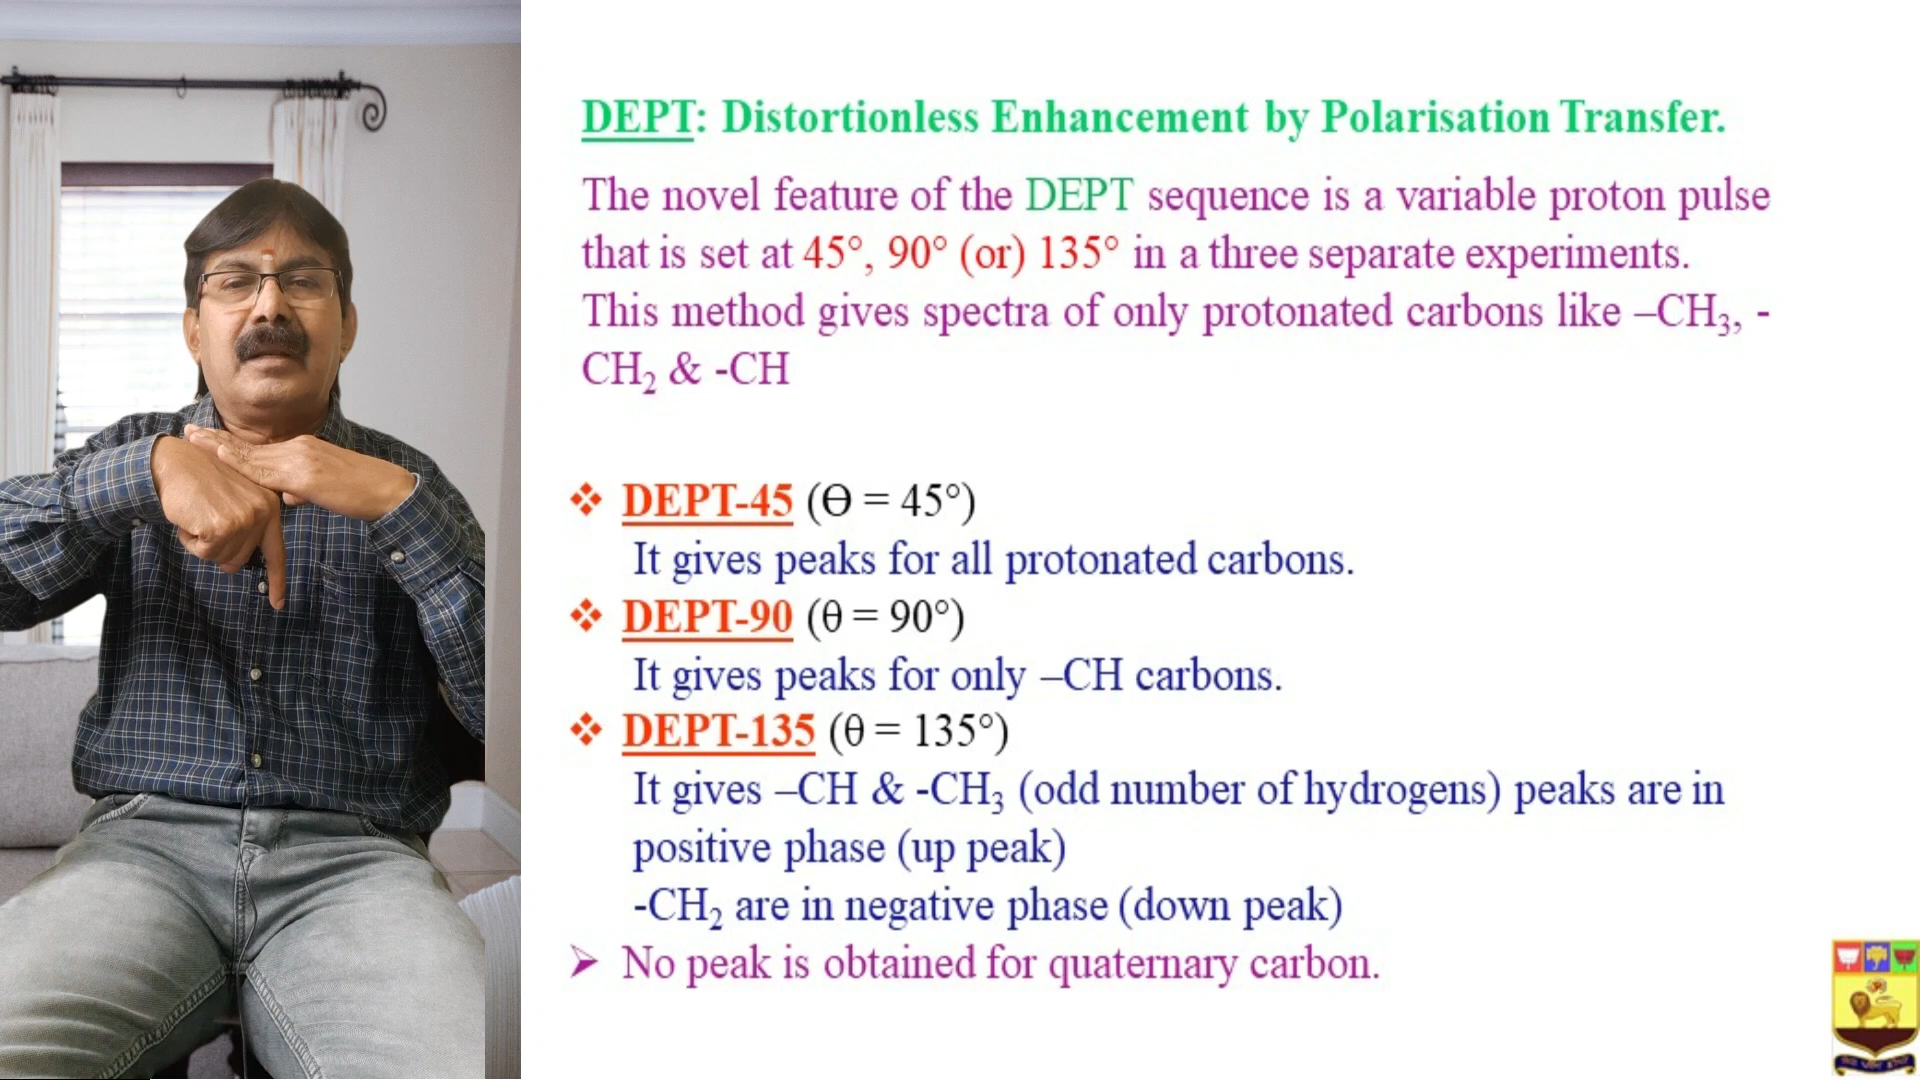 DEPT: Distortionless Enhancement by Polarisation Transfer.
The novel feature of the DEPT sequence is a variable proton pulse
that is set at 45°, 90° (or) 135° in a three separate experiments.
This method gives spectra of only protonated carbons like –CH₃, -
CH₂ & -CH
❖ DEPT-45 (ϴ = 45°)
It gives peaks for all protonated carbons.
❖ DEPT-90 (θ = 90°)
It gives peaks for only –CH carbons.
❖ DEPT-135 (θ = 135°)
It gives –CH & -CH₃ (odd number of hydrogens) peaks are in
positive phase (up peak)
-CH₂ are in negative phase (down peak)
➢ No peak is obtained for quaternary carbon.